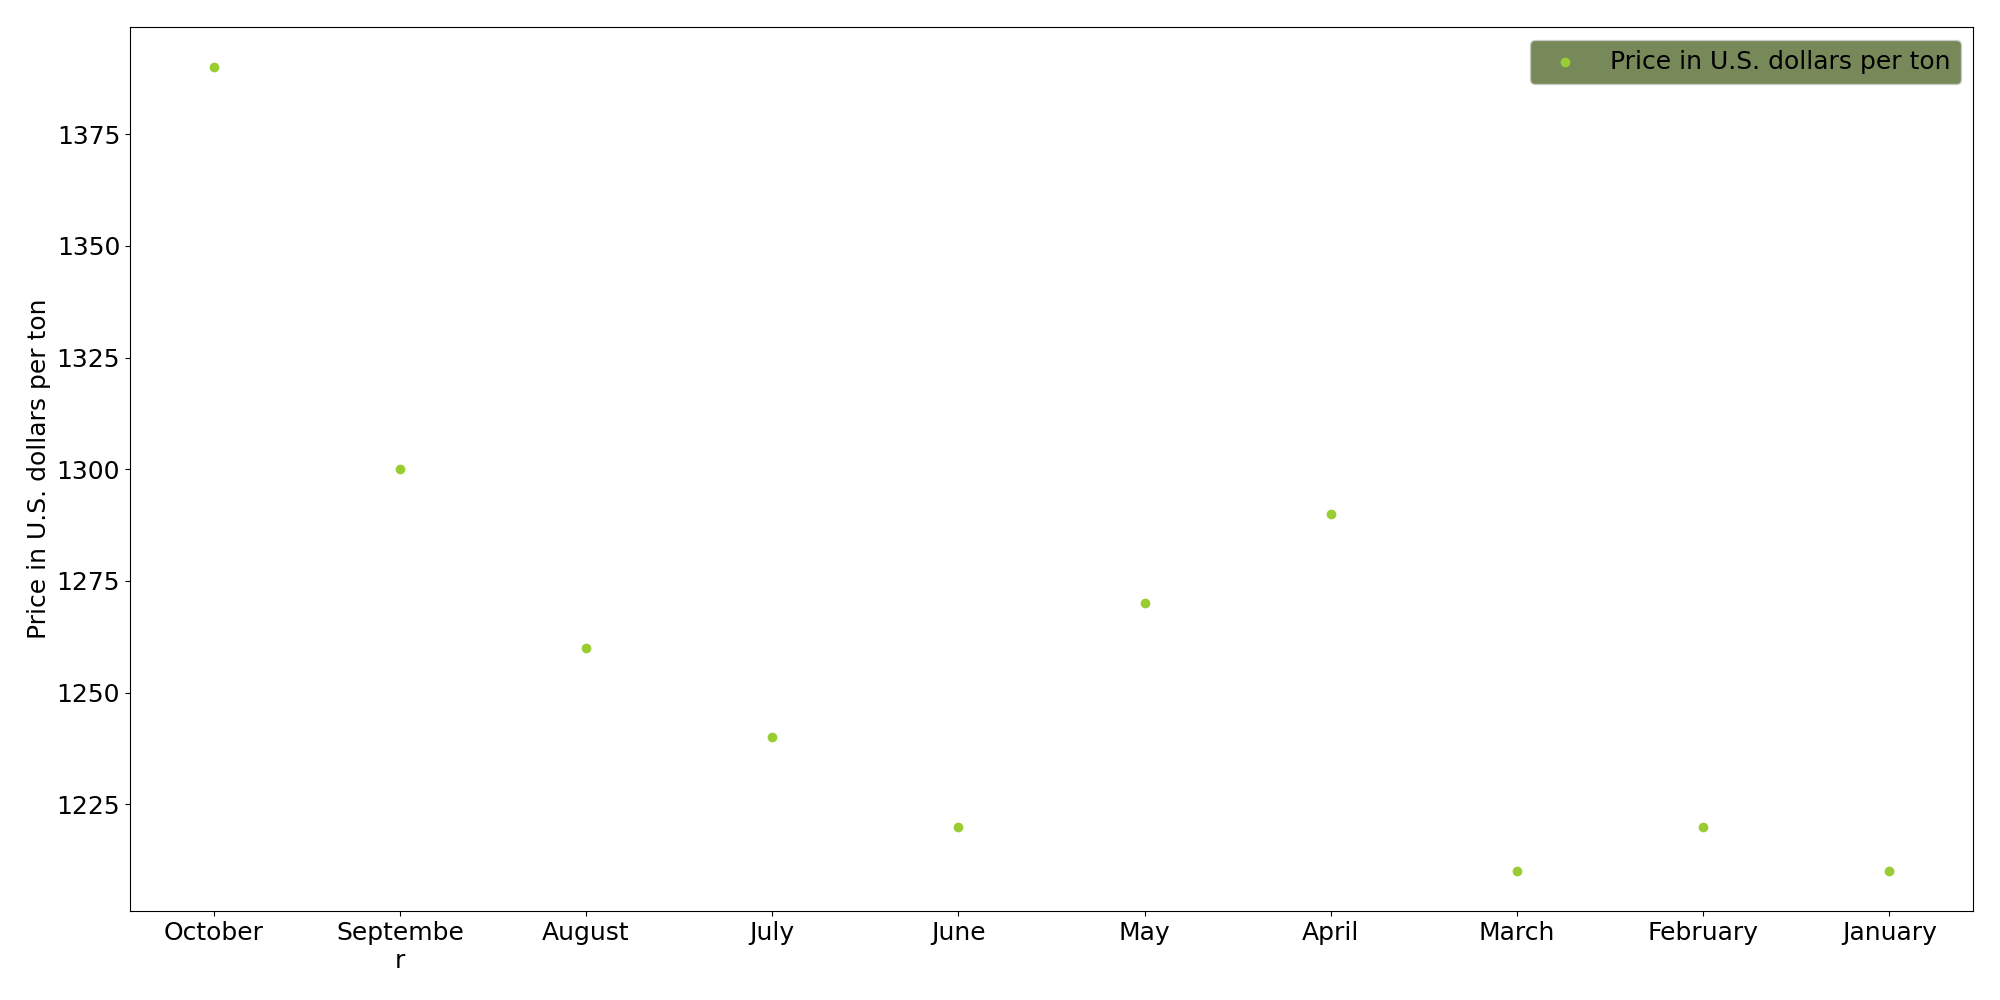 Price in U.S. dollars per ton
1375
1350
1325
1300
1275
1250
1225
Price in U.S. dollars per ton
October
Septembe
r
August
July
June
May
April
March
February
January